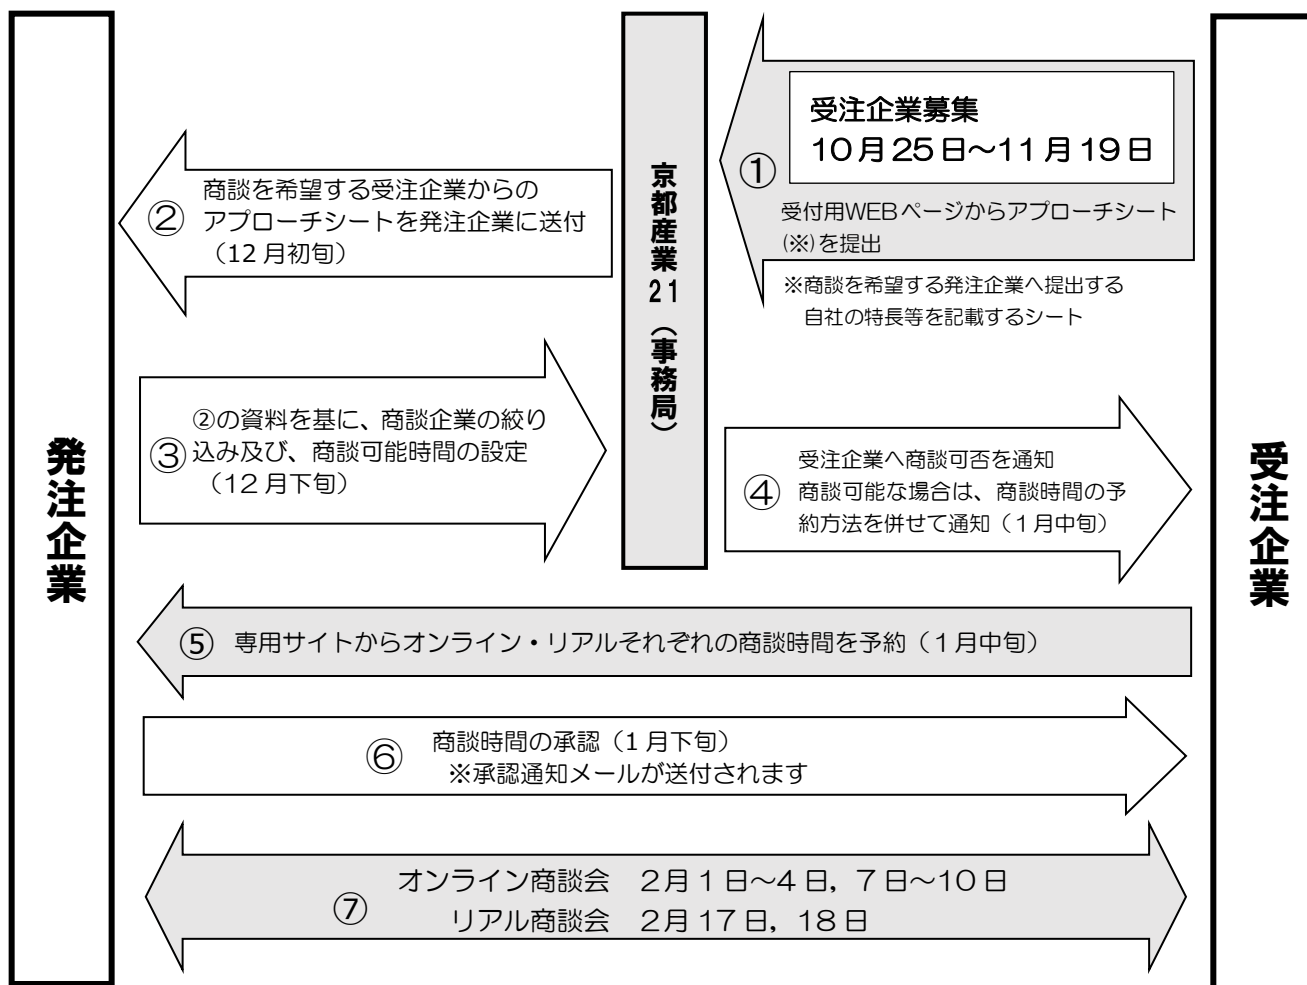 発注企業
京都産業21（事務局）
受注企業
受注企業募集
10月25日～11月19日
①
受付用WEBページからアプローチシート
(※)を提出
※商談を希望する発注企業へ提出する
自社の特長等を記載するシート
②
商談を希望する受注企業からの
アプローチシートを発注企業に送付
（12月初旬）
③
②の資料を基に、商談企業の絞り
込み及び、商談可能時間の設定
（12月下旬）
④
受注企業へ商談可否を通知
商談可能な場合は、商談時間の予
約方法を併せて通知（1月中旬）
⑤ 専用サイトからオンライン・リアルそれぞれの商談時間を予約（1月中旬）
⑥
商談時間の承認（1月下旬）
※承認通知メールが送付されます
⑦
オンライン商談会　2月1日～4日，7日～10日
リアル商談会　2月17日，18日